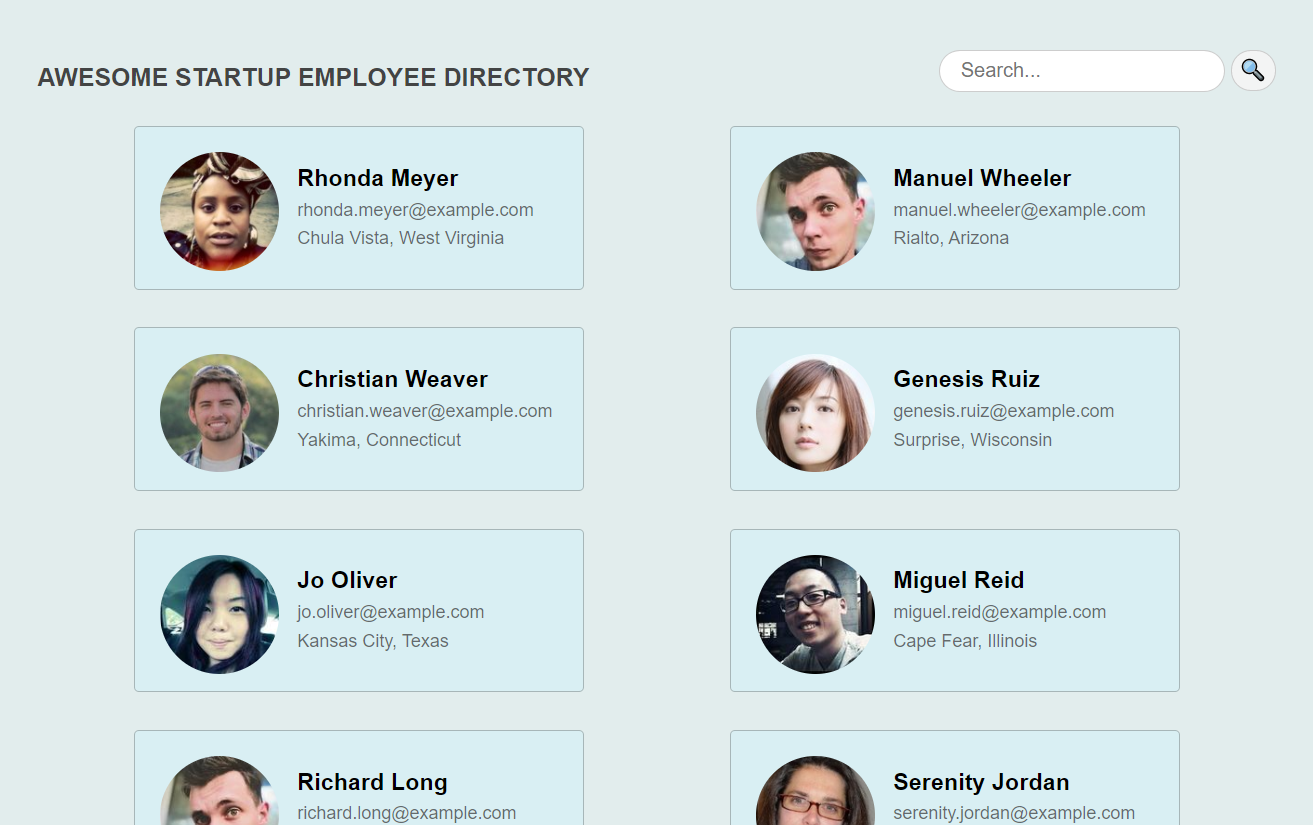 AWESOME STARTUP EMPLOYEE DIRECTORY
Search...
Rhonda Meyer
rhonda.meyer@example.com
Chula Vista, West Virginia
Manuel Wheeler
manuel.wheeler@example.com
Rialto, Arizona
Christian Weaver
christian.weaver@example.com
Yakima, Connecticut
Genesis Ruiz
genesis.ruiz@example.com
Surprise, Wisconsin
Jo Oliver
jo.oliver@example.com
Kansas City, Texas
Miguel Reid
miguel.reid@example.com
Cape Fear, Illinois
Richard Long
richard.long@example.com
Serenity Jordan
serenity.jordan@example.com